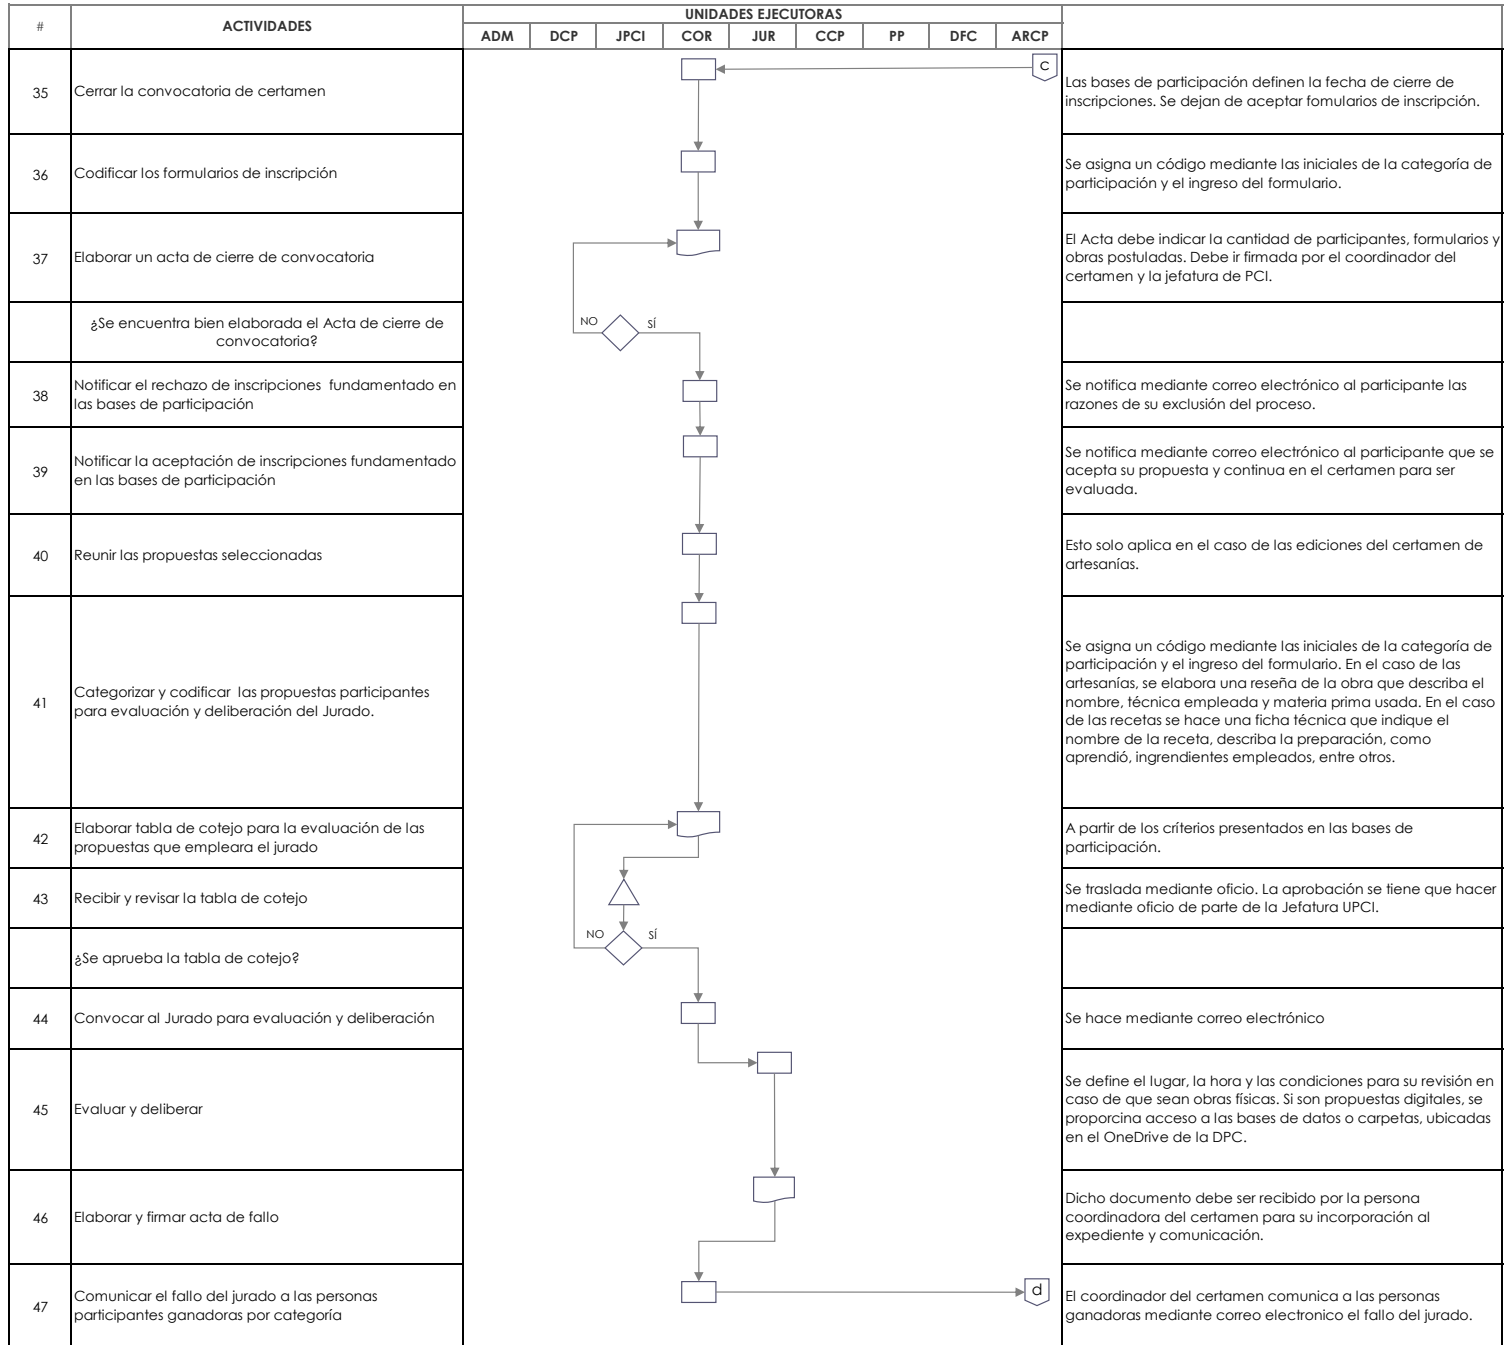 # ACTIVIDADES UNIDADES EJECUTORAS
ADM DCP JPCI COR JUR CCP PP DFC ARCP
c
35 Cerrar la convocatoria de certamen
Las bases de participación definen la fecha de cierre de
inscripciones. Se dejan de aceptar fomularios de inscripción.
36 Codificar los formularios de inscripción
Se asigna un código mediante las iniciales de la categoría de
participación y el ingreso del formulario.
37 Elaborar un acta de cierre de convocatoria
El Acta debe indicar la cantidad de participantes, formularios y
obras postuladas. Debe ir firmada por el coordinador del
certamen y la jefatura de PCI.
¿Se encuentra bien elaborada el Acta de cierre de
convocatoria?
NO SÍ
38 Notificar el rechazo de inscripciones fundamentado en
las bases de participación
Se notifica mediante correo electrónico al participante las
razones de su exclusión del proceso.
39 Notificar la aceptación de inscripciones fundamentado
en las bases de participación
Se notifica mediante correo electrónico al participante que se
acepta su propuesta y continua en el certamen para ser
evaluada.
40 Reunir las propuestas seleccionadas
Esto solo aplica en el caso de las ediciones del certamen de
artesanías.
41 Categorizar y codificar las propuestas participantes
para evaluación y deliberación del Jurado.
Se asigna un código mediante las iniciales de la categoría de
participación y el ingreso del formulario. En el caso de las
artesanías, se elabora una reseña de la obra que describa el
nombre, técnica empleada y materia prima usada. En el caso
de las recetas se hace una ficha técnica que indique el
nombre de la receta, describa la preparación, como
aprendió, ingrendientes empleados, entre otros.
42 Elaborar tabla de cotejo para la evaluación de las
propuestas que empleara el jurado
A partir de los críterios presentados en las bases de
participación.
43 Recibir y revisar la tabla de cotejo
Se traslada mediante oficio. La aprobación se tiene que hacer
mediante oficio de parte de la Jefatura UPCI.
¿Se aprueba la tabla de cotejo?
NO SÍ
44 Convocar al Jurado para evaluación y deliberación
Se hace mediante correo electrónico
45 Evaluar y deliberar
Se define el lugar, la hora y las condiciones para su revisión en
caso de que sean obras físicas. Si son propuestas digitales, se
proporcina acceso a las bases de datos o carpetas, ubicadas
en el OneDrive de la DPC.
46 Elaborar y firmar acta de fallo
Dicho documento debe ser recibido por la persona
coordinadora del certamen para su incorporación al
expediente y comunicación.
47 Comunicar el fallo del jurado a las personas
participantes ganadoras por categoría
d
El coordinador del certamen comunica a las personas
ganadoras mediante correo electronico el fallo del jurado.